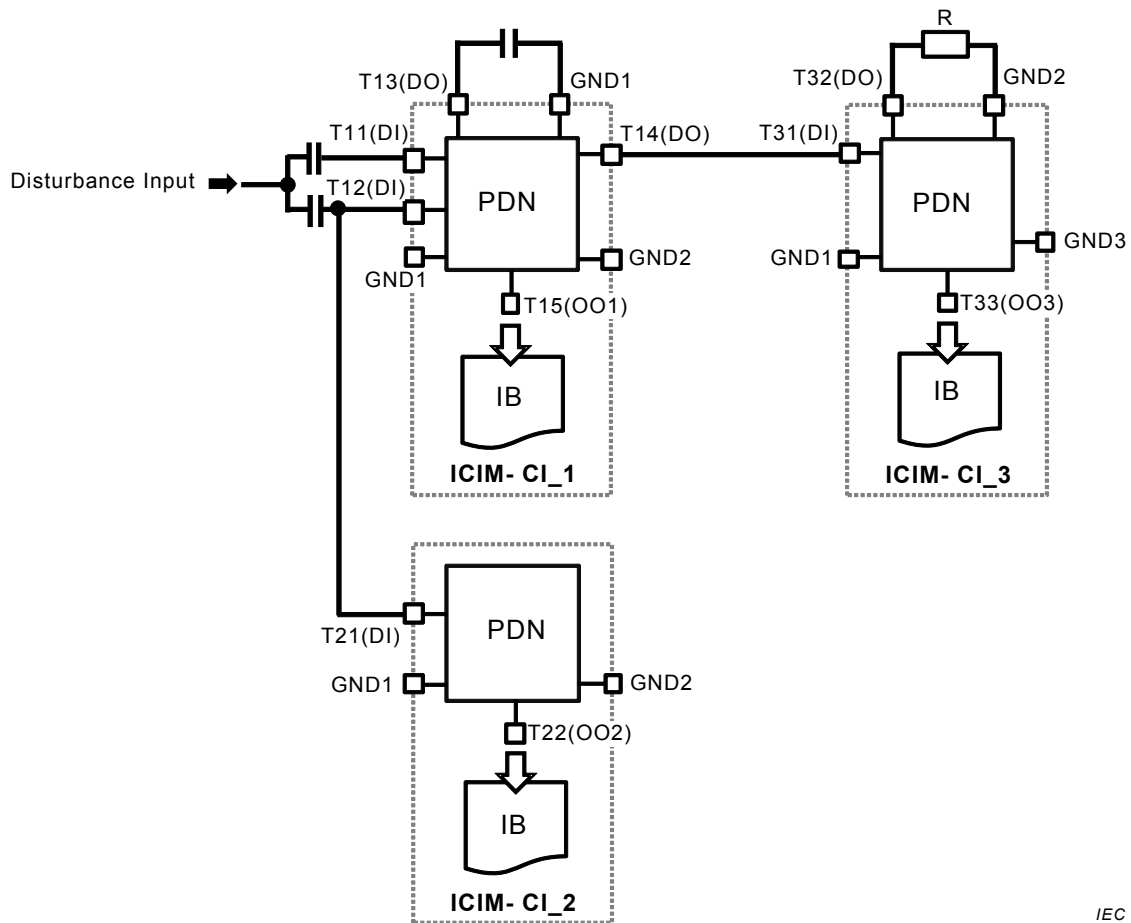 R
T13(DO)
GND1
T32(DO)
GND2
T11(DI)
T14(DO)
T31(DI)
Disturbance Input
T12(DI)
PDN
PDN
GND3
GND1
GND2
GND1
T15(OO1)
T33(OO3)
IB
IB
ICIM- CI_1
ICIM- CI_3
T21(DI)
PDN
GND1
GND2
T22(OO2)
IB
ICIM- CI_2
IEC